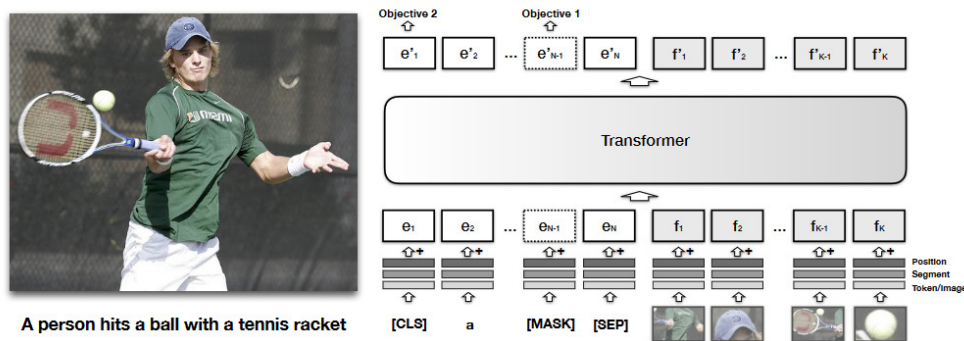 Objective 2
Objective 1
e'1 e'2 ... e'N-1 e'N f'1 f'2 ... f'K-1 f'K
Transformer
e1 e2 ... eN-1 eN f1 f2 ... fK-1 fK
+ + + + + + + +
Position
Segment
Token/Image
[CLS] a [MASK] [SEP]
MIAMI
W
A person hits a ball with a tennis racket